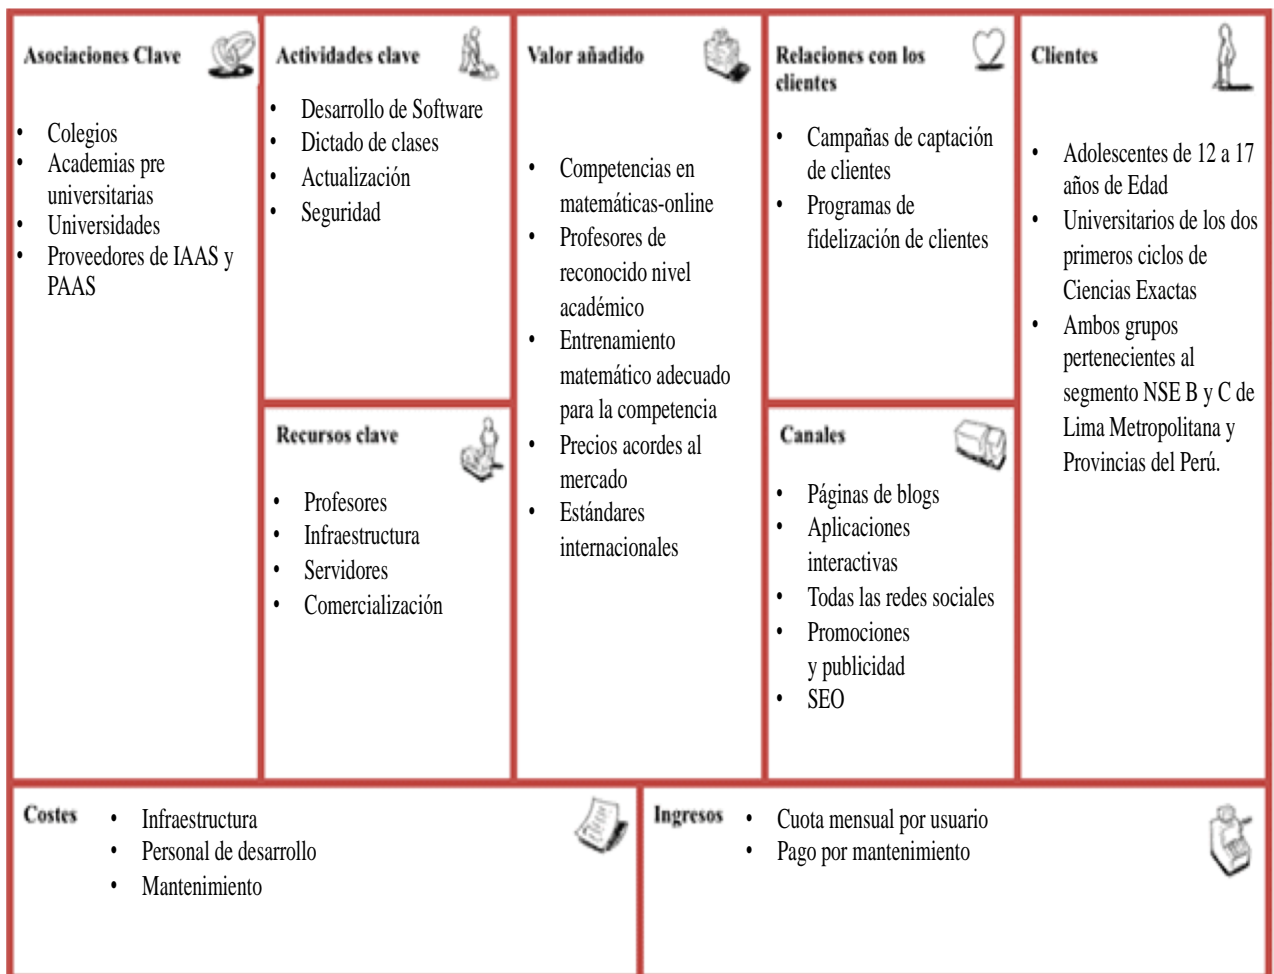 Asociaciones Clave
• Colegios
• Academias pre
universitarias
• Universidades
• Proveedores de IAAS y
PAAS
Actividades clave
• Desarrollo de Software
• Dictado de clases
• Actualización
• Seguridad
Recursos clave
• Profesores
• Infraestructura
• Servidores
• Comercialización
Valor añadido
• Competencias en
matemáticas-online
• Profesores de
reconocido nivel
académico
• Entrenamiento
matemático adecuado
para la competencia
• Precios acordes al
mercado
• Estándares
internacionales
Relaciones con los
clientes
• Campañas de captación
de clientes
• Programas de
fidelización de clientes
Canales
• Páginas de blogs
• Aplicaciones
interactivas
• Todas las redes sociales
• Promociones
y publicidad
• SEO
Clientes
• Adolescentes de 12 a 17
años de Edad
• Universitarios de los dos
primeros ciclos de
Ciencias Exactas
• Ambos grupos
pertenecientes al
segmento NSE B y C de
Lima Metropolitana y
Provincias del Perú.
Costes
• Infraestructura
• Personal de desarrollo
• Mantenimiento
Ingresos
• Cuota mensual por usuario
• Pago por mantenimiento